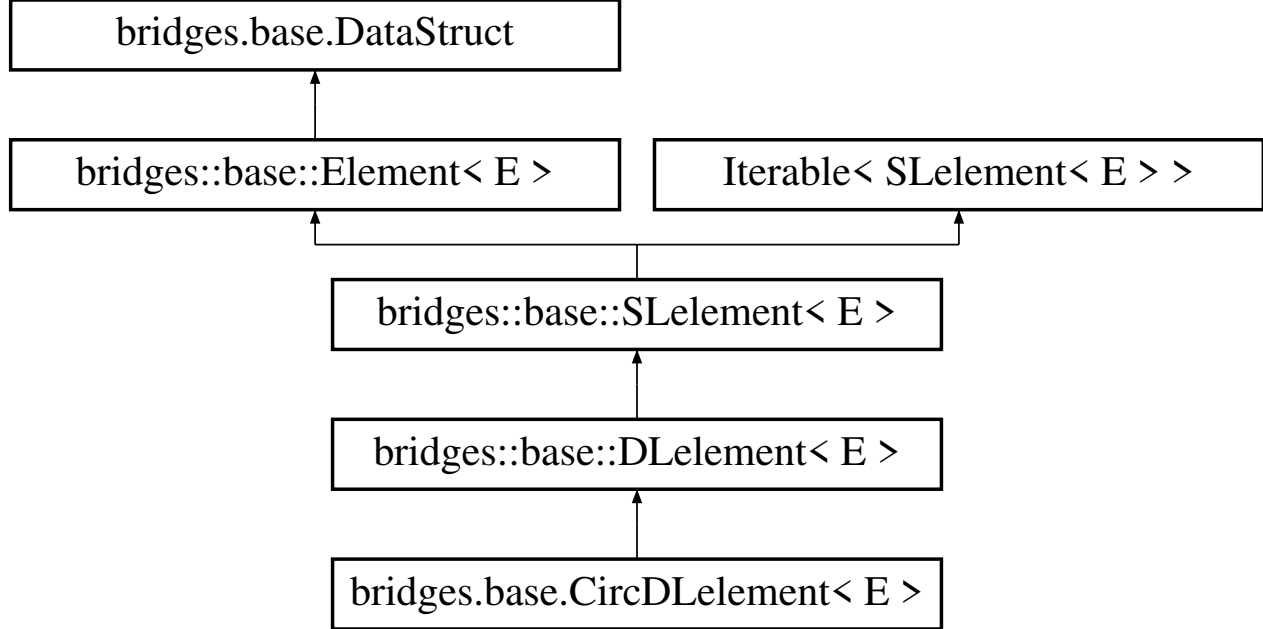 bridges.base.DataStruct
bridges::base::Element< E >
Iterable< SLelement< E > >
bridges::base::SLelement< E >
bridges::base::DLelement< E >
bridges.base.CircDLelement< E >